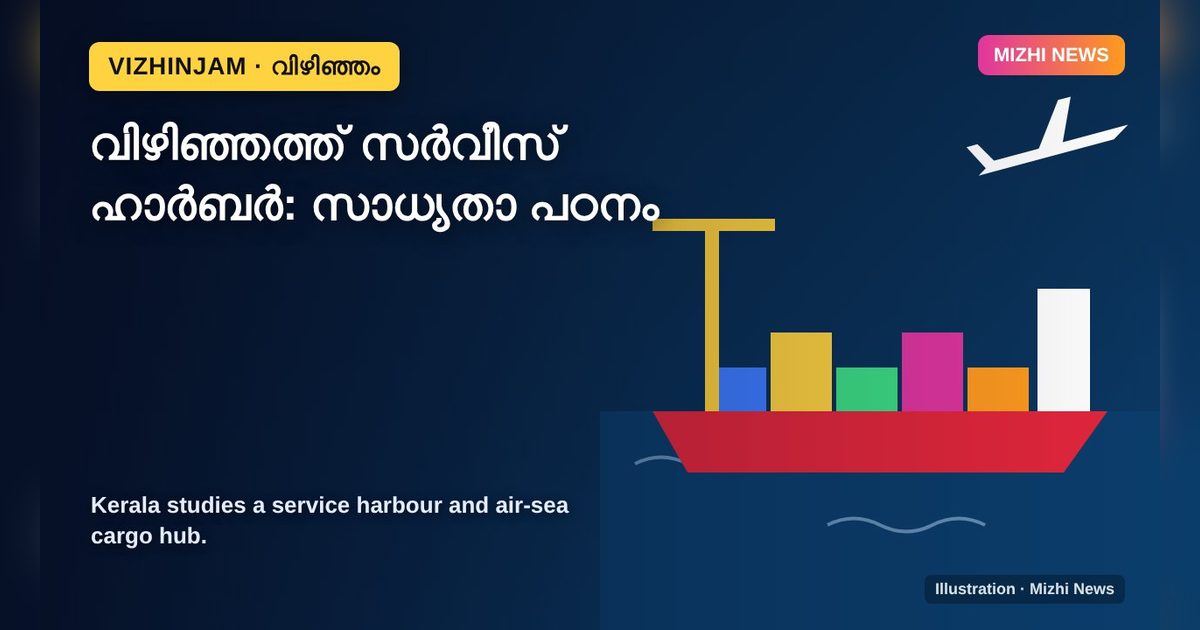 VIZHINJAM · വിഴിഞ്ഞം
MIZHI NEWS
വിഴിഞ്ഞത്ത് സർവീസ്
ഹാർബർ: സാധ്യതാ പഠനം
Kerala studies a service harbour and air-sea
cargo hub.
Illustration · Mizhi News